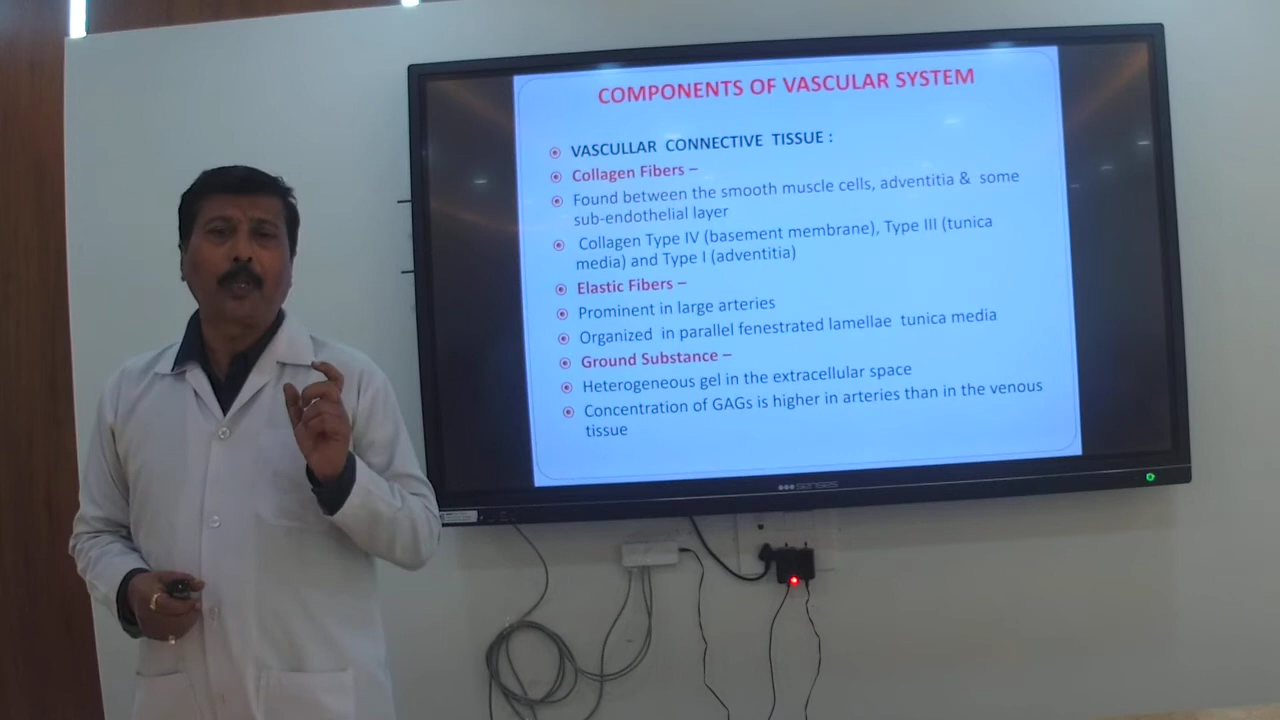 COMPONENTS OF VASCULAR SYSTEM
VASCULLAR CONNECTIVE TISSUE :
Collagen Fibers –
Found between the smooth muscle cells, adventitia & some
sub-endothelial layer
Collagen Type IV (basement membrane), Type III (tunica
media) and Type I (adventitia)
Elastic Fibers –
Prominent in large arteries
Organized in parallel fenestrated lamellae tunica media
Ground Substance –
Heterogeneous gel in the extracellular space
Concentration of GAGs is higher in arteries than in the venous
tissue
senses